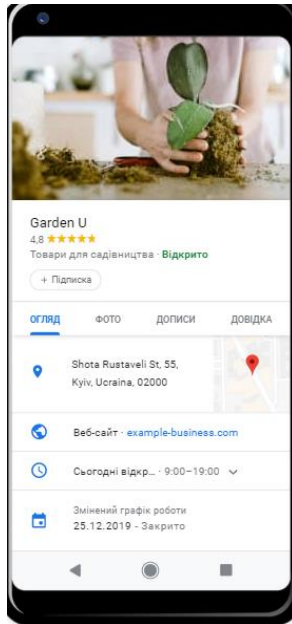 Garden U
4,8
Товари для садівництва · Відкрито
+ Підписка
ОГЛЯД ФОТО ДОПИСИ ДОВІДКА
Shota Rustaveli St, 55,
Kyiv, Ucraina, 02000
Веб-сайт · example-business.com
Сьогодні відкр... · 9:00–19:00
Змінений графік роботи
25.12.2019 - Закрито